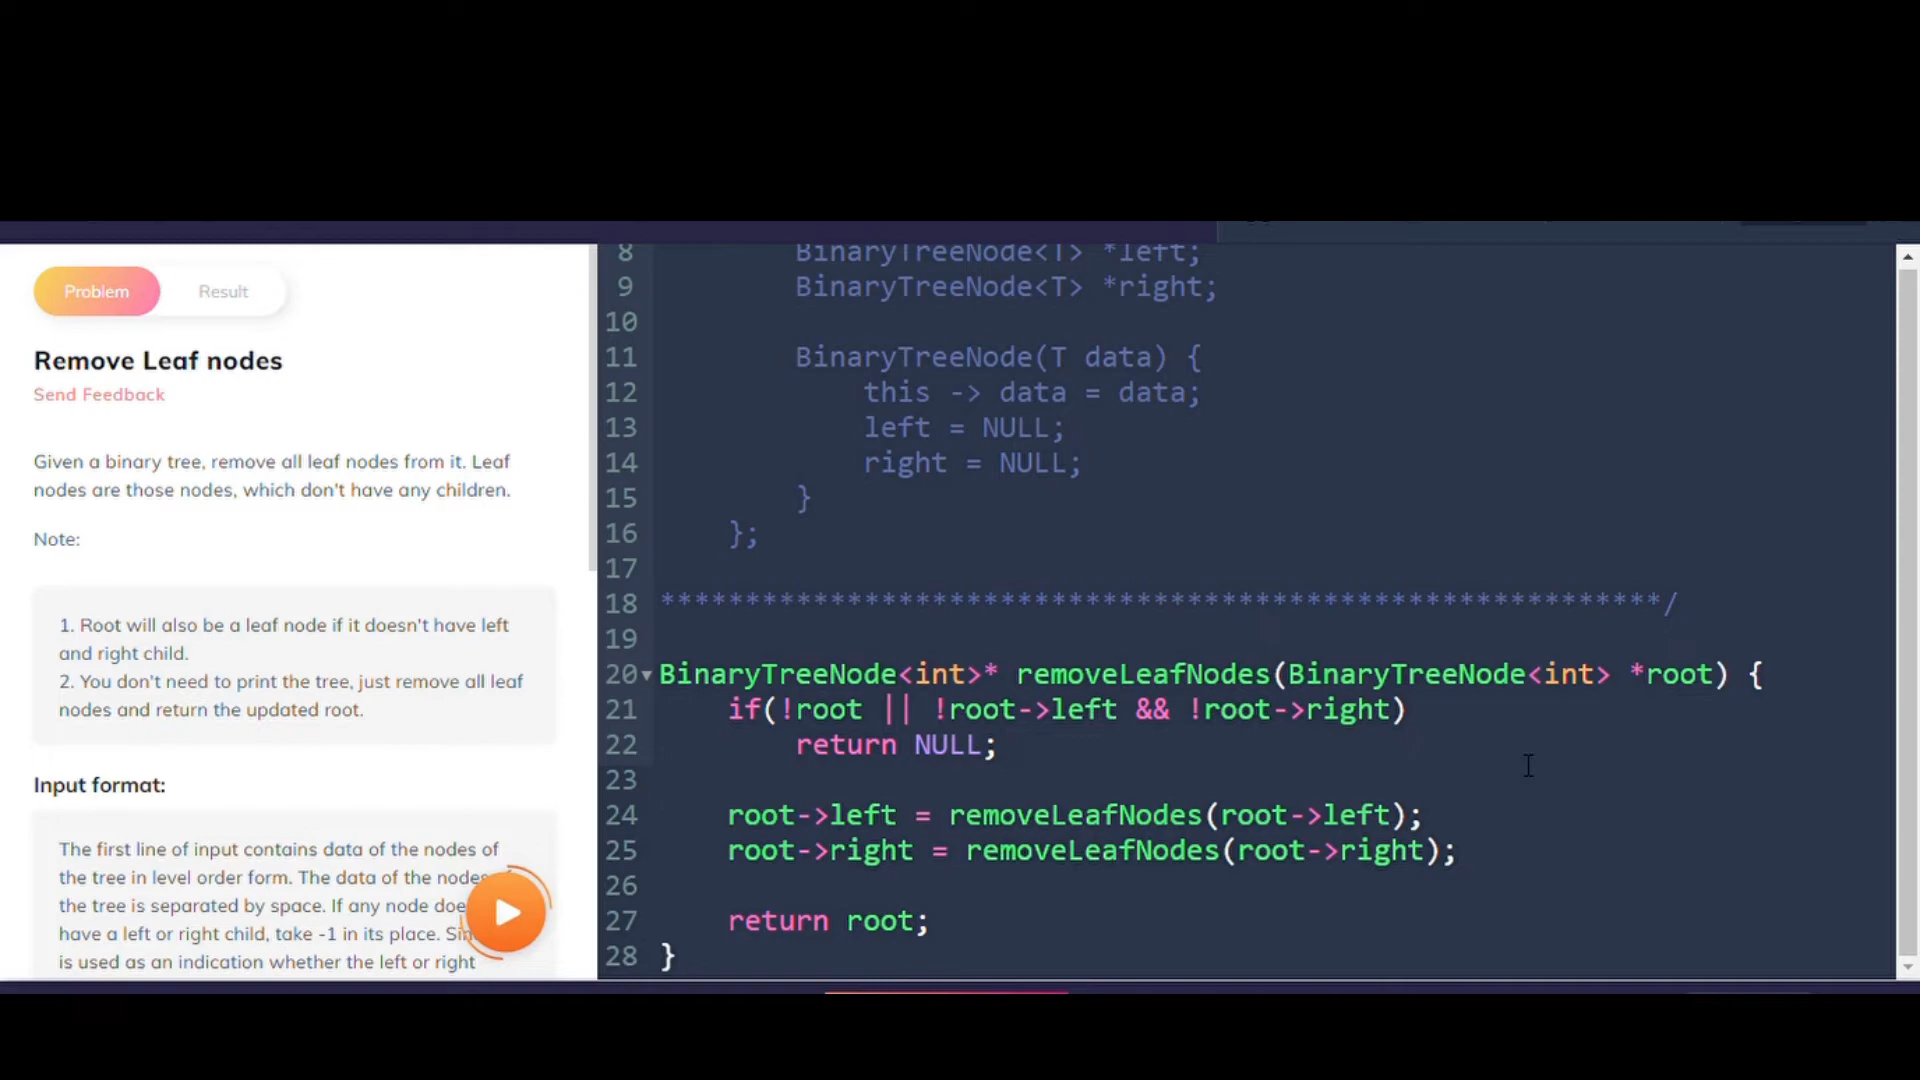 Problem
Result
Remove Leaf nodes
Send Feedback
Given a binary tree, remove all leaf nodes from it. Leaf
nodes are those nodes, which don't have any children.
Note:
1. Root will also be a leaf node if it doesn't have left
and right child.
2. You don't need to print the tree, just remove all leaf
nodes and return the updated root.
Input format:
The first line of input contains data of the nodes of
the tree in level order form. The data of the nodes
the tree is separated by space. If any node
have a left or right child, take -1 in its place.
is used as an indication whether the left or right
8 BinaryTreeNode<T> *left;
9 BinaryTreeNode<T> *right;
10
11 BinaryTreeNode(T data) {
12 this -> data = data;
13 left = NULL;
14 right = NULL;
15 }
16 };
17
18 ***********************************************************/
19
20 BinaryTreeNode<int>* removeLeafNodes(BinaryTreeNode<int> *root) {
21 if(!root || !root->left && !root->right)
22 return NULL;
23
24 root->left = removeLeafNodes(root->left);
25 root->right = removeLeafNodes(root->right);
26
27 return root;
28 }